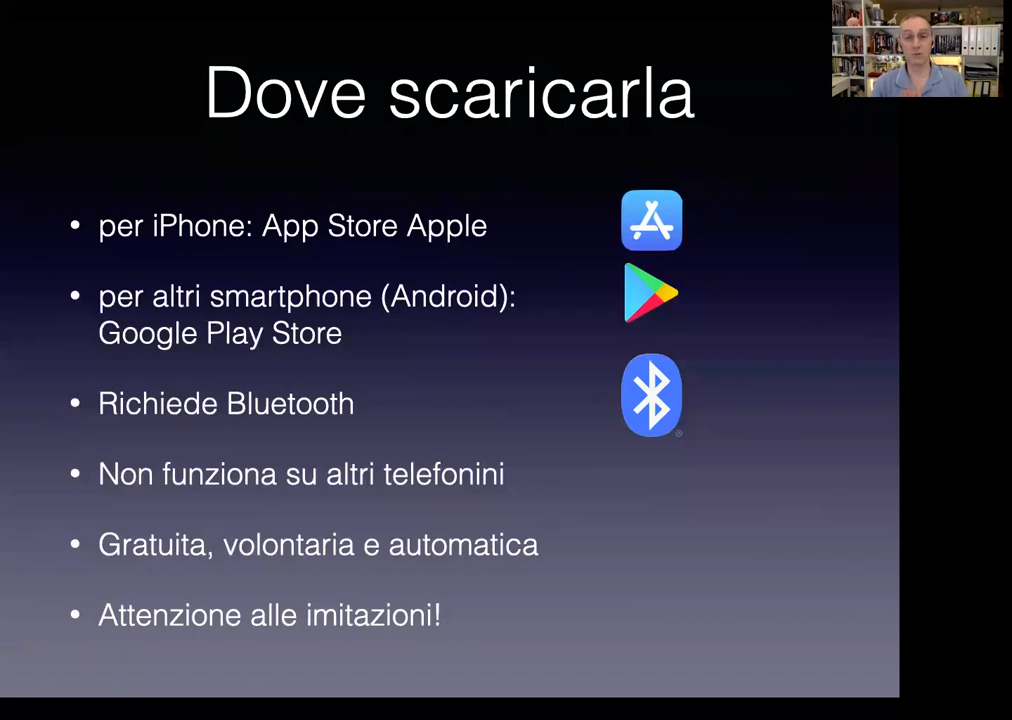 Dove scaricarla
• per iPhone: App Store Apple
• per altri smartphone (Android):
Google Play Store
• Richiede Bluetooth
• Non funziona su altri telefonini
• Gratuita, volontaria e automatica
• Attenzione alle imitazioni!